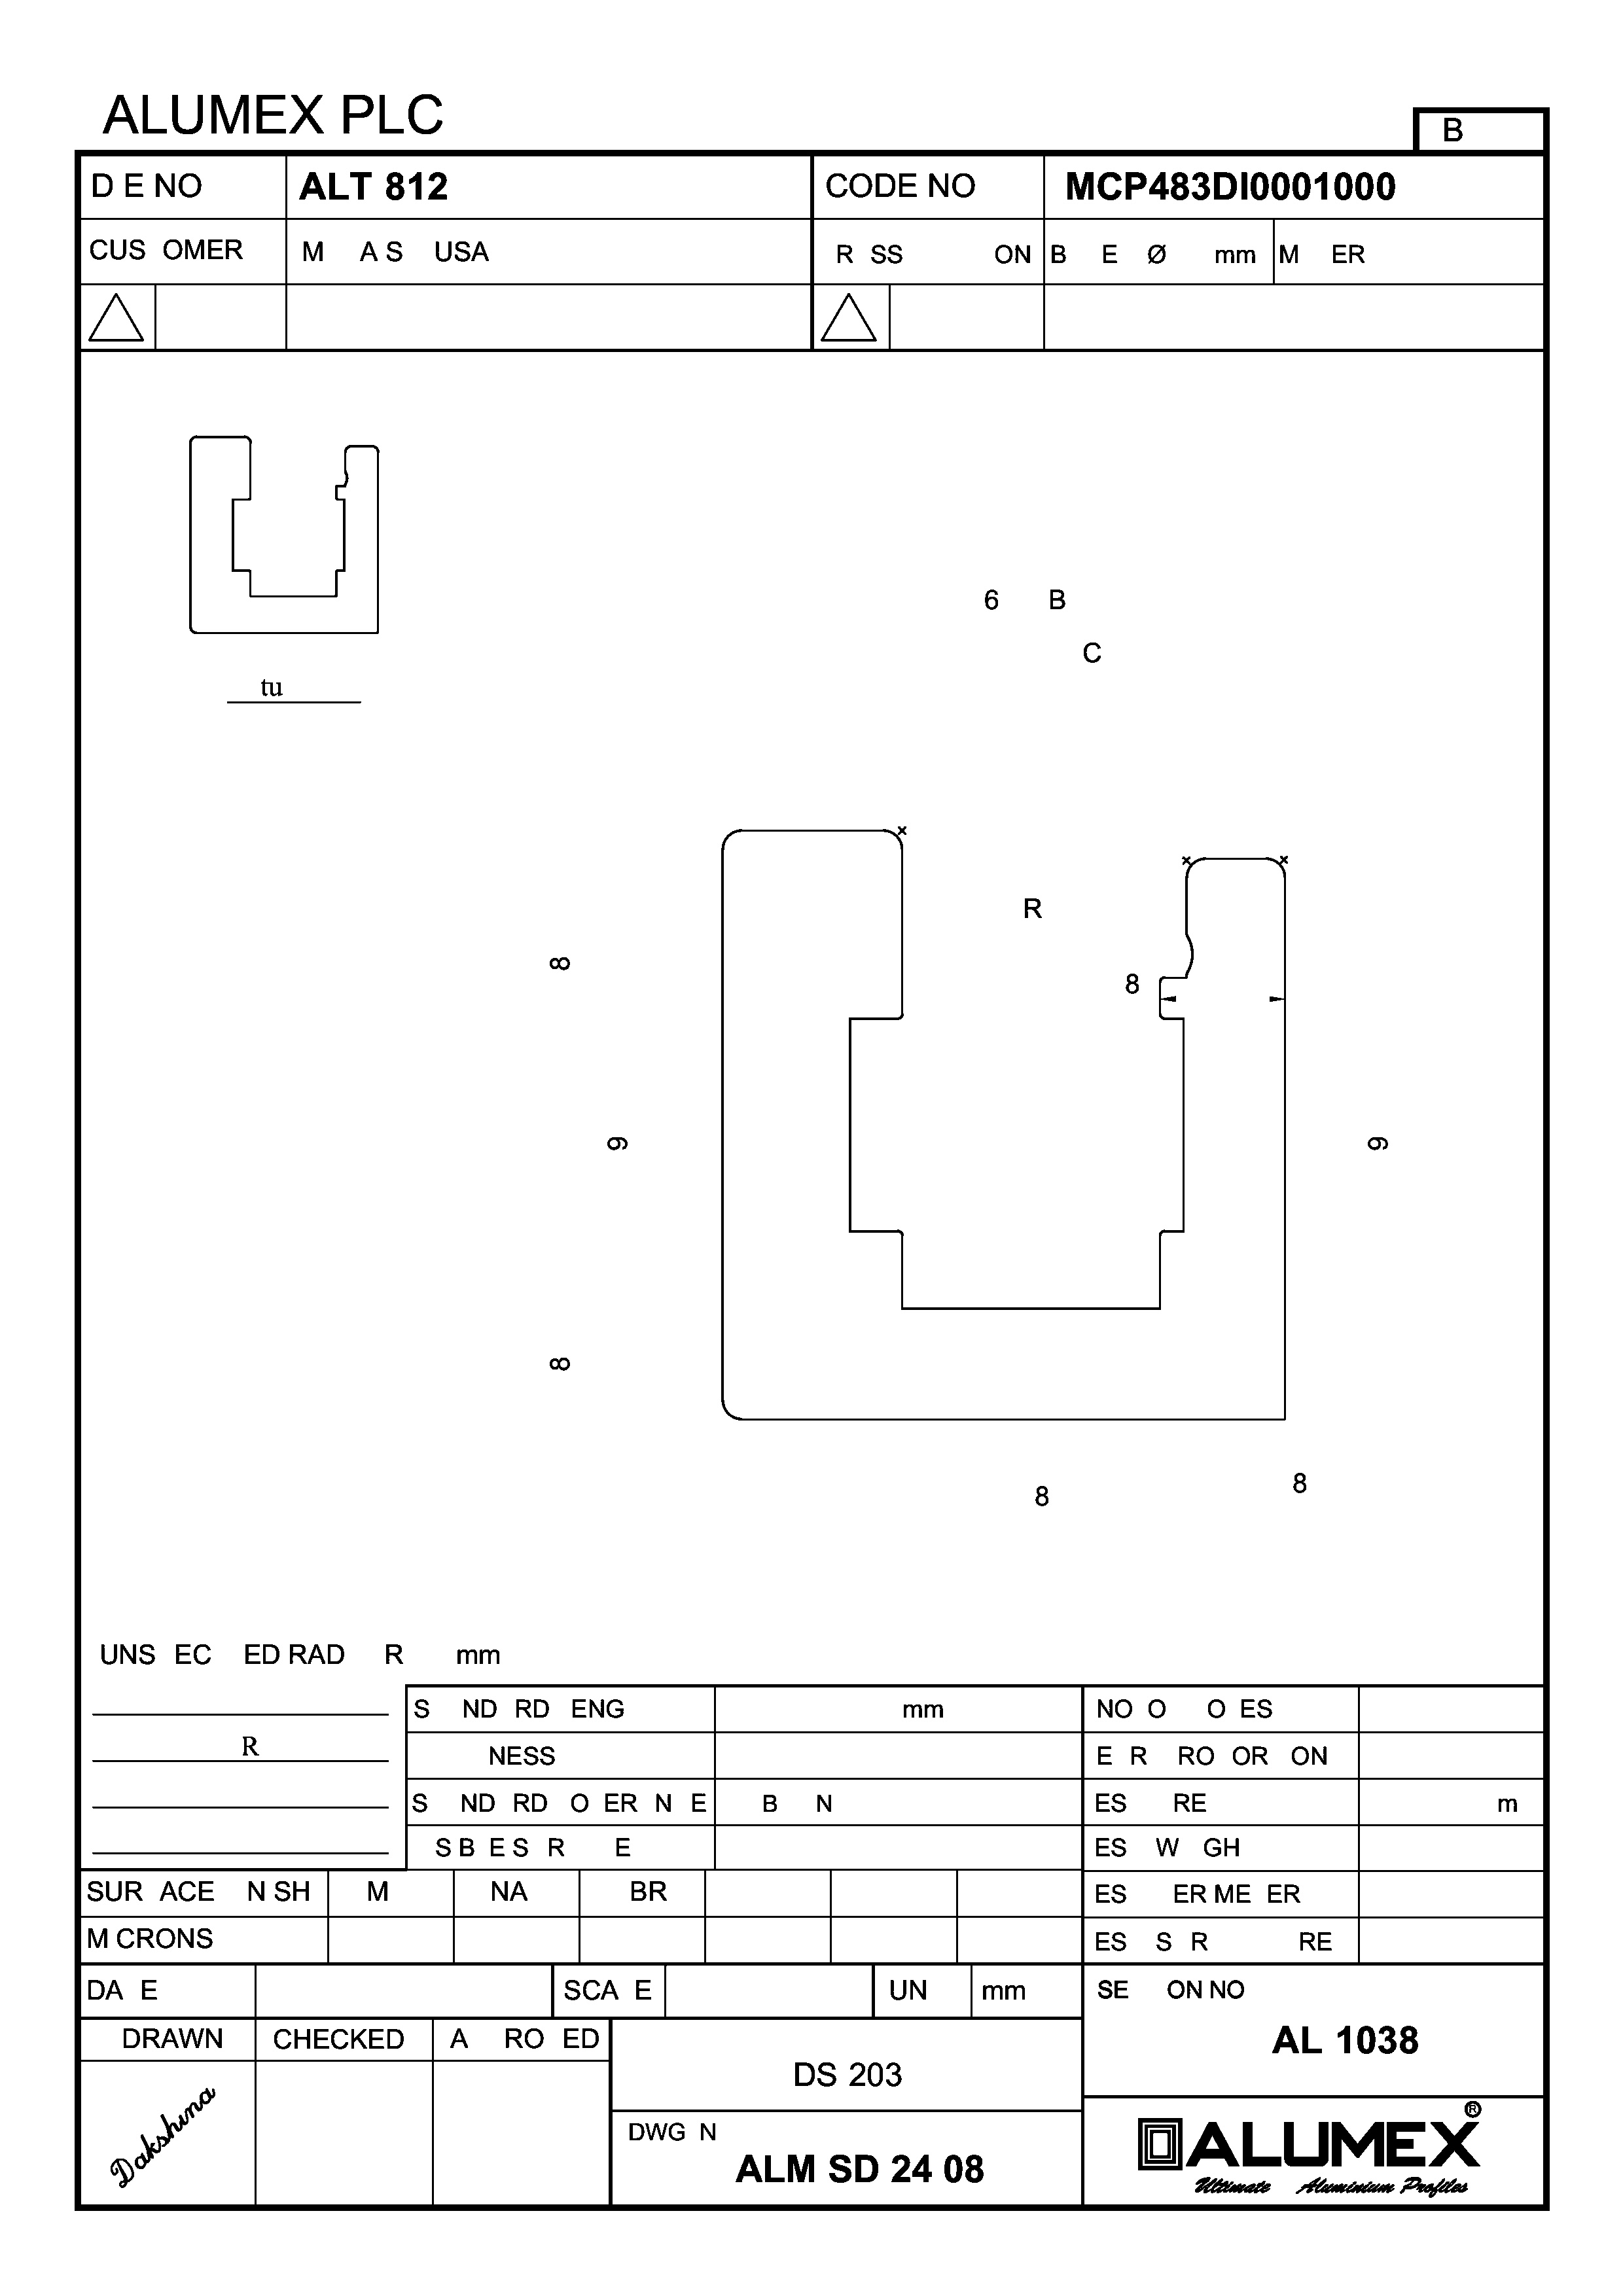 ALUMEX PLC
B
D E NO
ALT 812
CODE NO
MCP483DI0001000
CUS OMER
M A S USA
R SS ON
B E Ø mm
M ER
tu
6 B
C
R
8
8
9
9
8
8
8
UNS EC ED RAD R mm
S ND RD ENG
mm
NO O O ES
R
NESS
E R RO OR ON
S ND RD O ER N E
B N
ES RE
m
S B E S R E
ES W GH
SUR ACE N SH
M
NA
BR
ES ER ME ER
M CRONS
ES S R RE
DA E
SCA E
UN
mm
SE ON NO
DRAWN
CHECKED
A RO ED
AL 1038
DS 203
Dakshina
DWG N
ALM SD 24 08
ALUMEX ®
Ultimate Aluminium Profiles